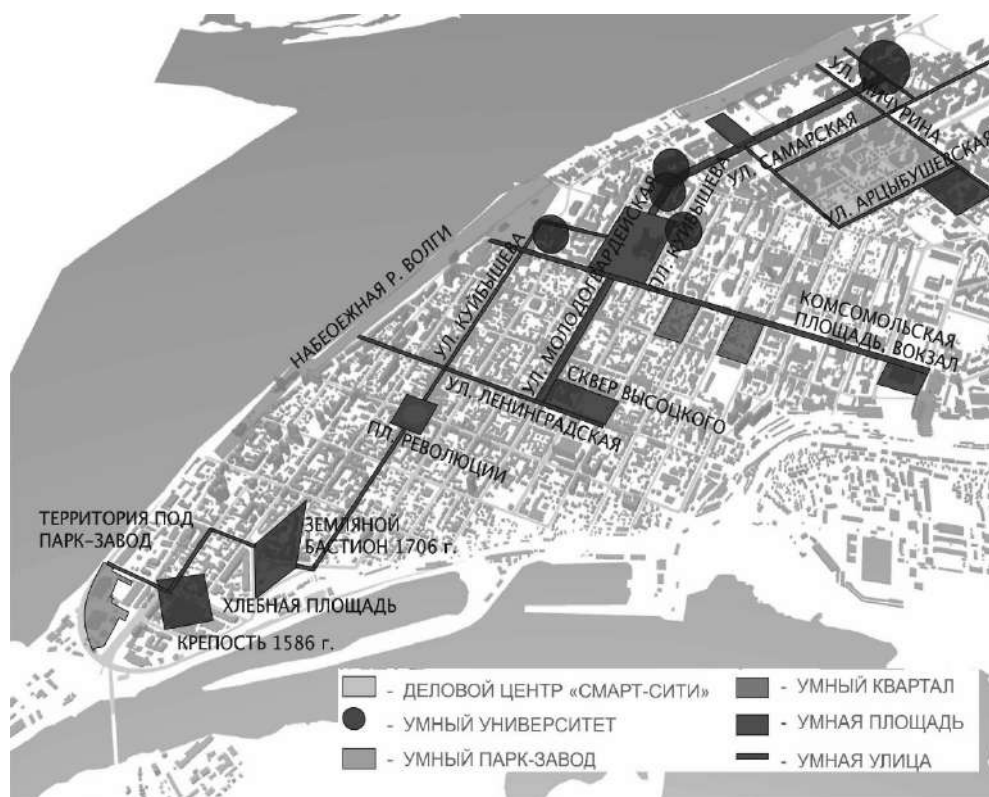 УЛ. МИЧУРИНА
УЛ. САМАРСКАЯ
УЛ. АРЦЫБУШЕВСКАЯ
НАБЕОЕЖНАЯ Р. ВОЛГИ
УЛ. КУЙБЫШЕВА
УЛ. МОЛОДОГВАРДЕЙСКАЯ
ПЛ. КУЙБЫШЕВА
КОМСОМОЛЬСКАЯ
ПЛОЩАДЬ, ВОКЗАЛ
СКВЕР ВЫСОЦКОГО
УЛ. ЛЕНИНГРАДСКАЯ
ПЛ. РЕВОЛЮЦИИ
ТЕРРИТОРИЯ ПОД
ПАРК-ЗАВОД
ЗЕМЛЯНОЙ
БАСТИОН 1706 г.
ХЛЕБНАЯ ПЛОЩАДЬ
КРЕПОСТЬ 1586 г.
- ДЕЛОВОЙ ЦЕНТР «СМАРТ-СИТИ»
- УМНЫЙ УНИВЕРСИТЕТ
- УМНЫЙ ПАРК-ЗАВОД
- УМНЫЙ КВАРТАЛ
- УМНАЯ ПЛОЩАДЬ
- УМНАЯ УЛИЦА